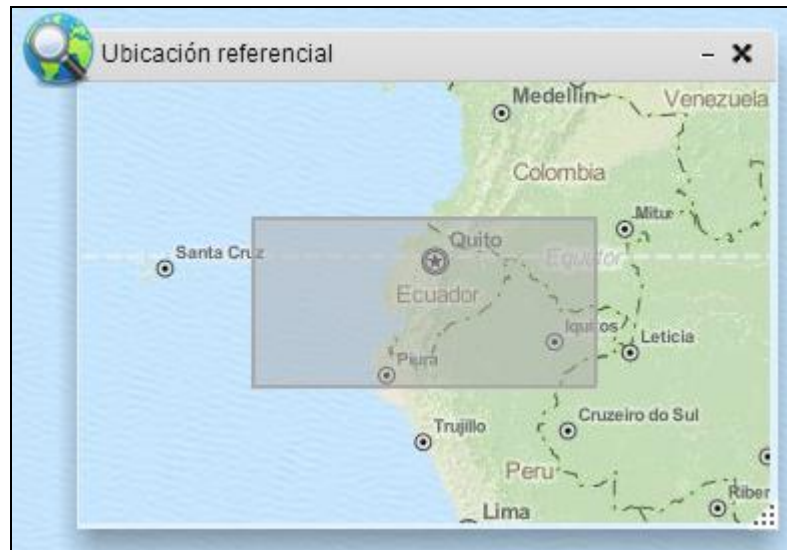 Ubicación referencial
Medellín
Venezuela
Colombia
Mitu
Santa Cruz
Quito
Equator
Ecuador
Iquitos
Leticia
Piura
Cruzeiro do Sul
Trujillo
Peru
Riber
Lima